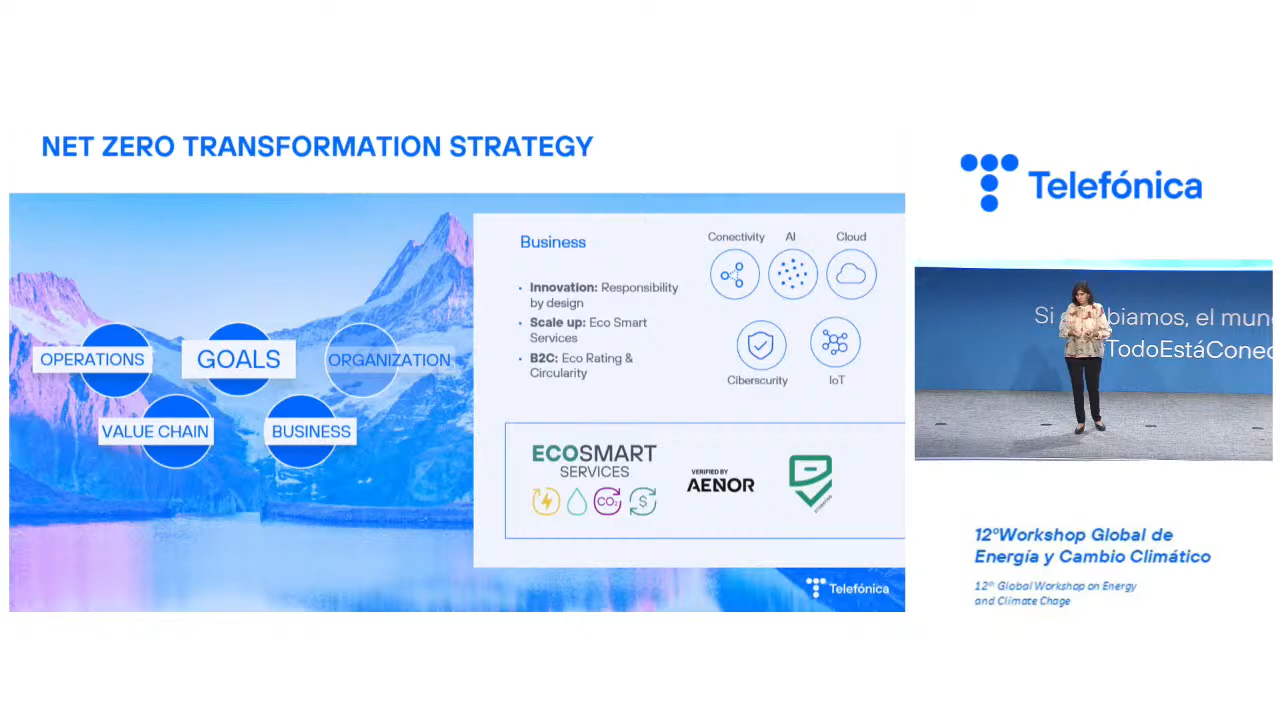 NET ZERO TRANSFORMATION STRATEGY
OPERATIONS
GOALS
ORGANIZATION
VALUE CHAIN
BUSINESS
Business
• Innovation: Responsibility
by design
• Scale up: Eco Smart
Services
• B2C: Eco Rating &
Circularity
Conectivity
AI
Cloud
Ciberscurity
IoT
ECOSMART
SERVICES
CO₂
$
VERIFIED BY
AENOR
Telefónica
Telefónica
Si biamos, el mun
TodoEstáConec
12ºWorkshop Global de
Energía y Cambio Climático
12th Global Workshop on Energy
and Climate Chage